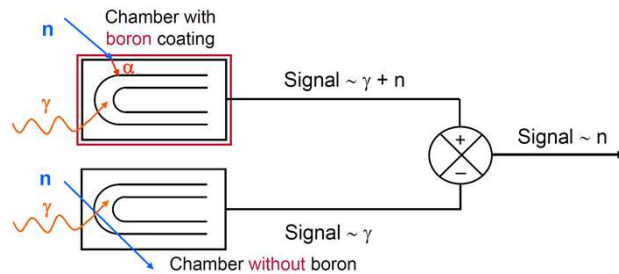 Chamber with
boron coating
n
α
γ
Signal ~ γ + n
+
−
Signal ~ n
n
γ
Signal ~ γ
Chamber without boron